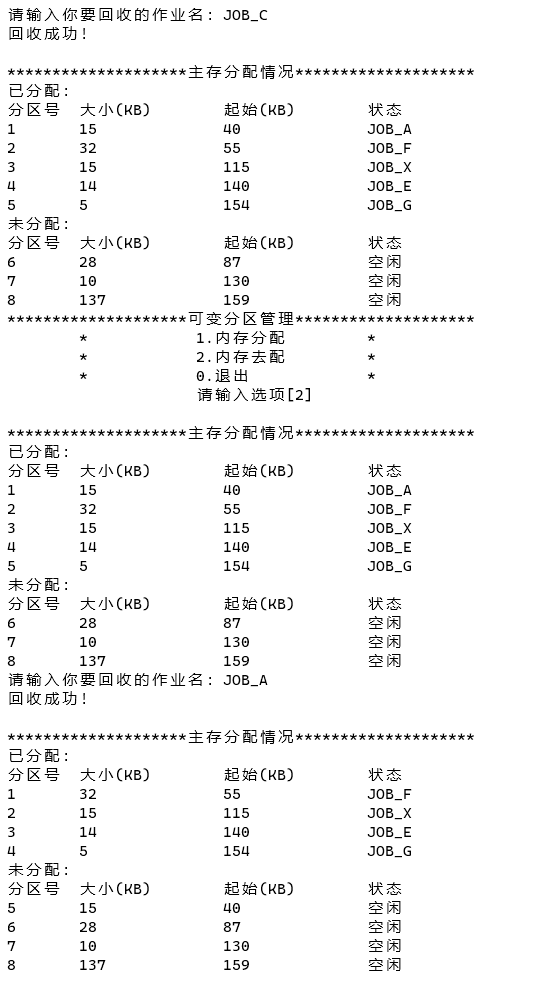 请输入你要回收的作业名: JOB_C
回收成功!
********************主存分配情况********************
已分配:
分区号 大小(KB) 起始(KB) 状态
1 15 40 JOB_A
2 32 55 JOB_F
3 15 115 JOB_X
4 14 140 JOB_E
5 5 154 JOB_G
未分配:
分区号 大小(KB) 起始(KB) 状态
6 28 87 空闲
7 10 130 空闲
8 137 159 空闲
********************可变分区管理********************
* 1.内存分配 *
* 2.内存去配 *
* 0.退出 *
请输入选项[2]
********************主存分配情况********************
已分配:
分区号 大小(KB) 起始(KB) 状态
1 15 40 JOB_A
2 32 55 JOB_F
3 15 115 JOB_X
4 14 140 JOB_E
5 5 154 JOB_G
未分配:
分区号 大小(KB) 起始(KB) 状态
6 28 87 空闲
7 10 130 空闲
8 137 159 空闲
请输入你要回收的作业名: JOB_A
回收成功!
********************主存分配情况********************
已分配:
分区号 大小(KB) 起始(KB) 状态
1 32 55 JOB_F
2 15 115 JOB_X
3 14 140 JOB_E
4 5 154 JOB_G
未分配:
分区号 大小(KB) 起始(KB) 状态
5 15 40 空闲
6 28 87 空闲
7 10 130 空闲
8 137 159 空闲